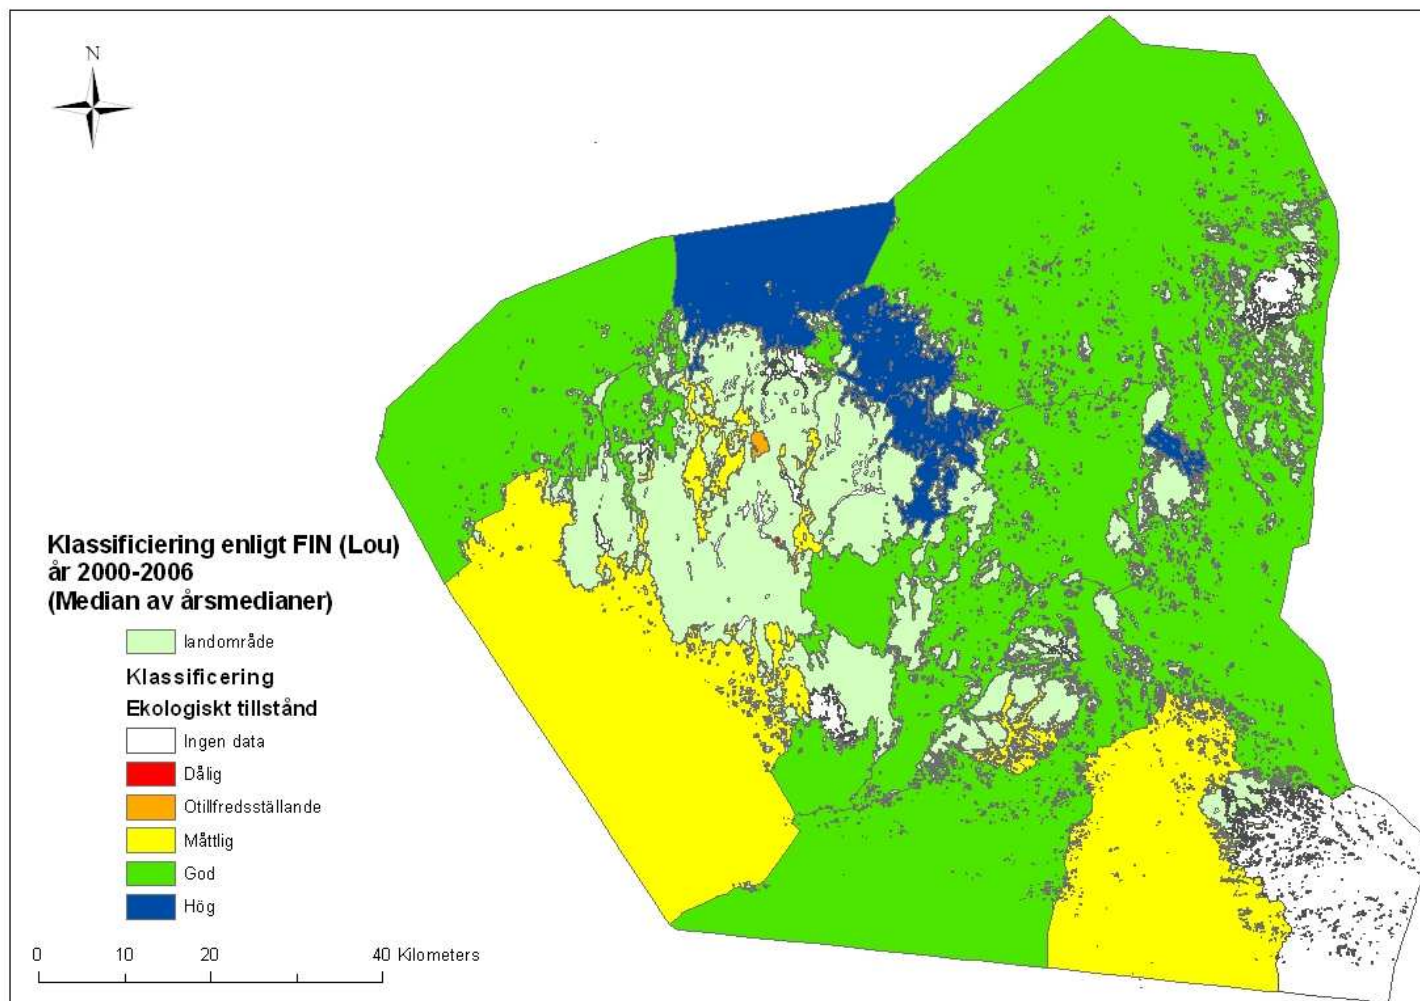 N
Klassificiering enligt FIN (Lou)
år 2000-2006
(Median av årsmedianer)
landområde
Klassificering
Ekologiskt tillstånd
Ingen data
Dålig
Otillfredsställande
Måttlig
God
Hög
0 10 20 40 Kilometers